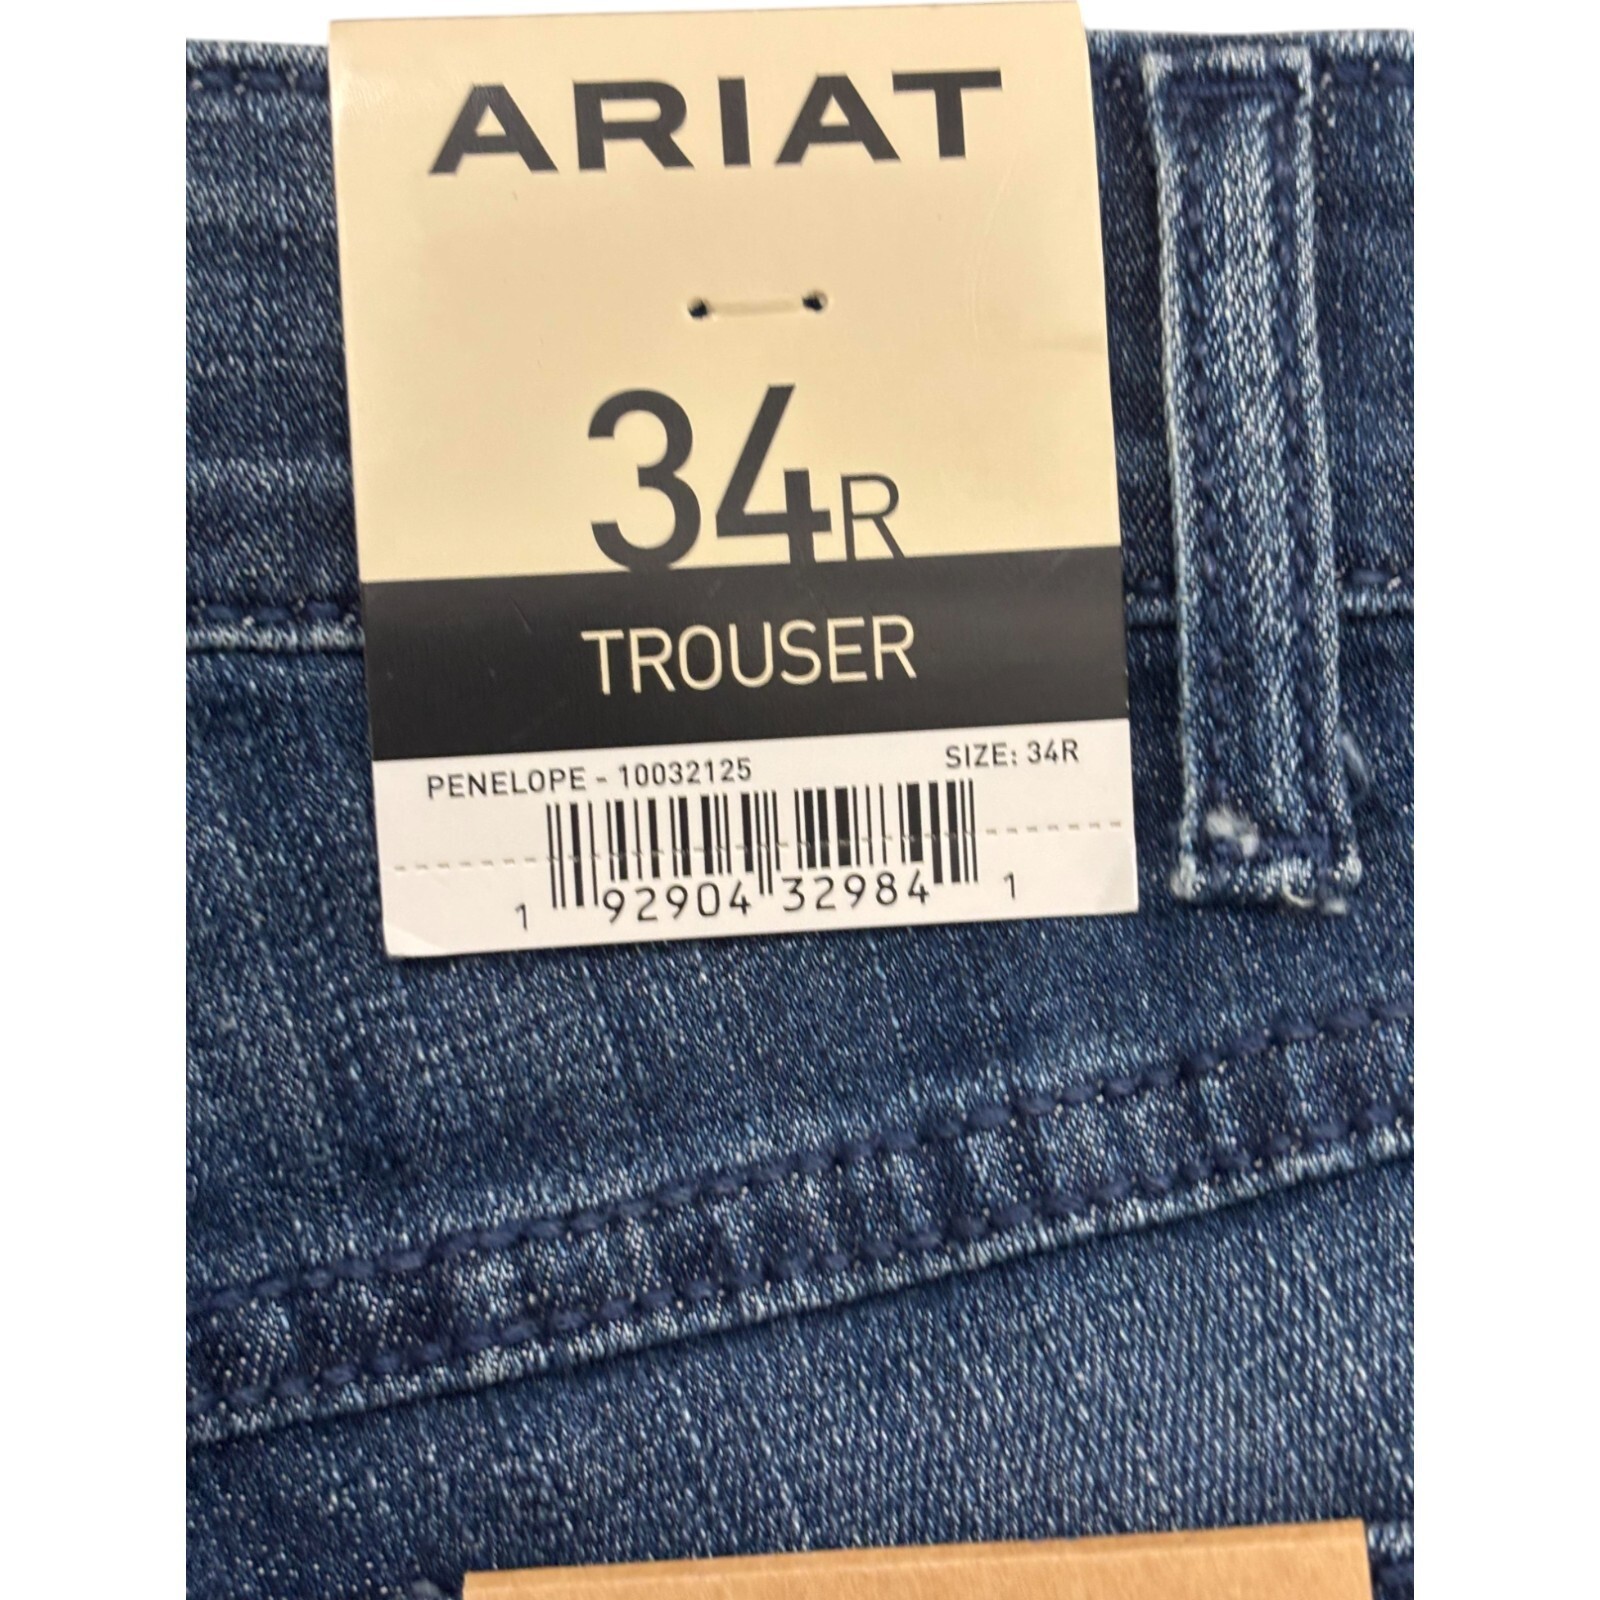 ARIAT
34R
TROUSER
PENELOPE - 10032125 SIZE: 34R
1 92904 32984 1